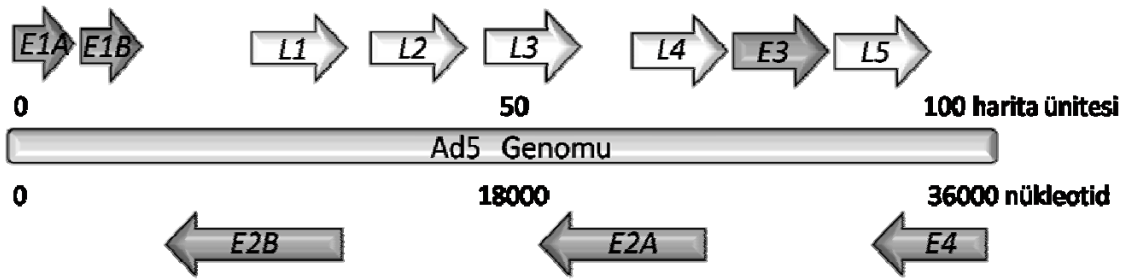 E1A E1B L1 L2 L3 L4 E3 L5
0 50 100 harita ünitesi
Ad5 Genomu
0 18000 36000 nükleotid
E2B E2A E4